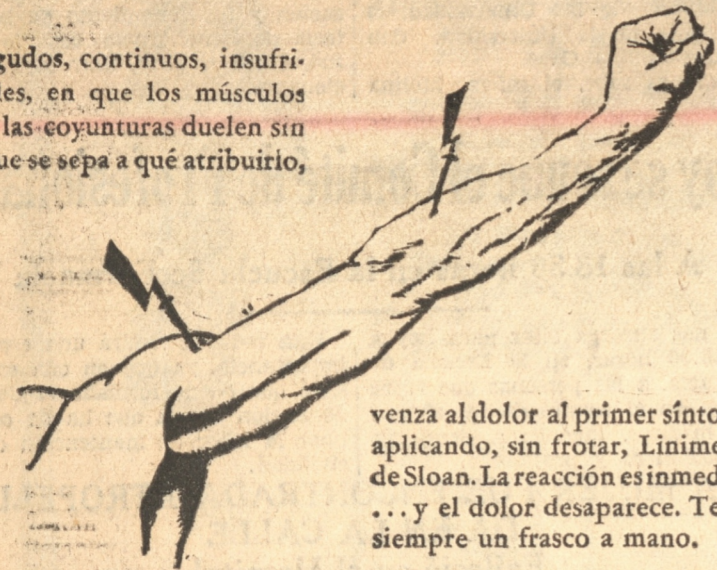 gudos, continuos, insufri-
les, en que los músculos
las coyunturas duelen sin
ue se sepa a qué atribuirlo,
venza al dolor al primer sínto
aplicando, sin frotar, Linime
de Sloan. La reacción es inmed
...y el dolor desaparece. Te
siempre un frasco a mano.